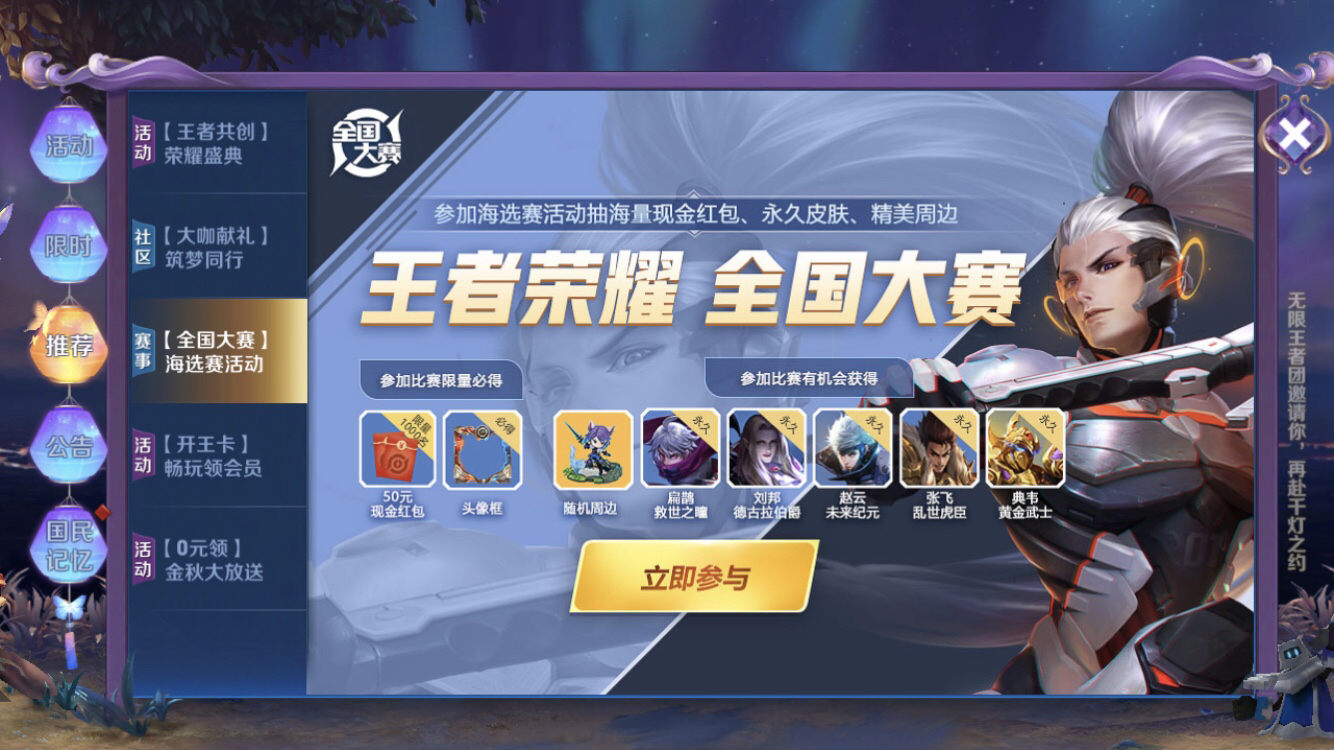 活动
限时
推荐
公告
国民
记忆
活动
【 王者共创 】
荣耀盛典
社区
【 大咖献礼 】
筑梦同行
赛事
【 全国大赛 】
海选赛活动
活动
【 开王卡 】
畅玩领会员
活动
【 0元领 】
金秋大放送
全国
大赛
参加海选赛活动抽海量现金红包、永久皮肤、精美周边
王者荣耀 全国大赛
参加比赛限量必得
参加比赛有机会获得
限量
1000名
必得
永久
永久
永久
永久
永久
50元
现金红包
头像框
随机周边
扁鹊
救世之瞳
刘邦
德古拉伯爵
赵云
未来纪元
张飞
乱世虎臣
典韦
黄金武士
立即参与
无限王者团邀请你，再赴千灯之约